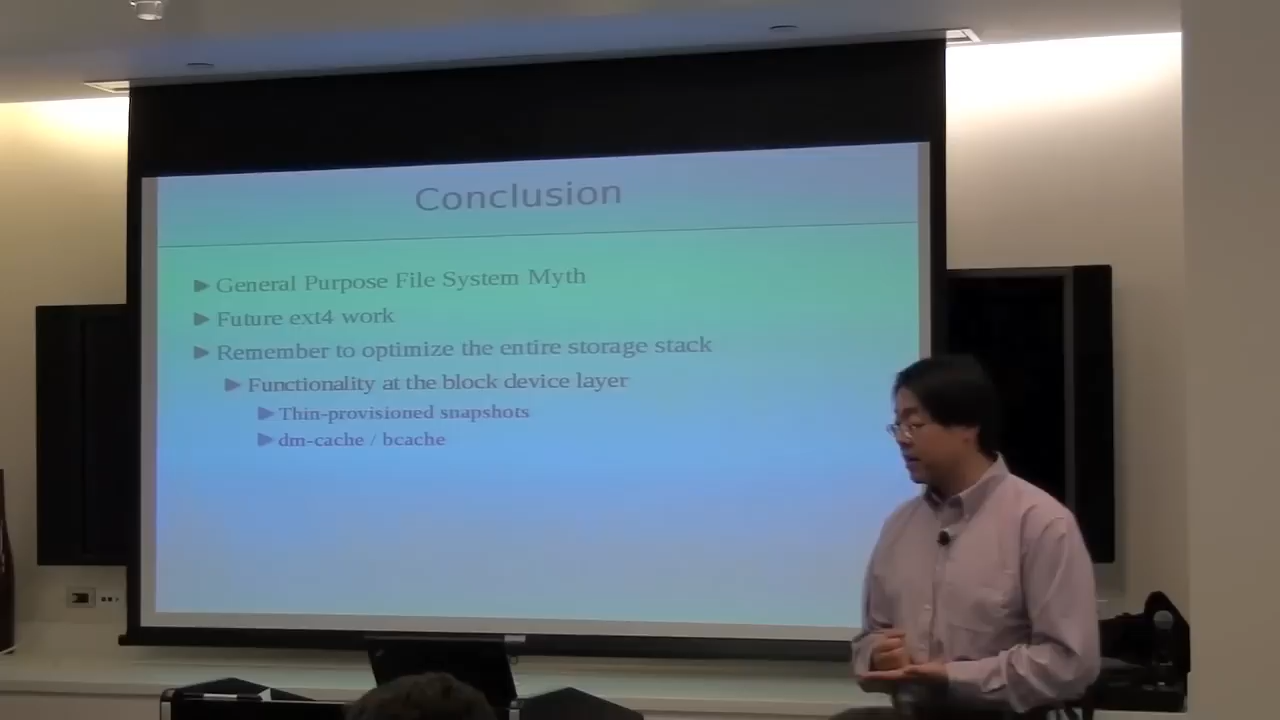 Conclusion
General Purpose File System Myth
Future ext4 work
Remember to optimize the entire storage stack
Functionality at the block device layer
Thin-provisioned snapshots
dm-cache / bcache